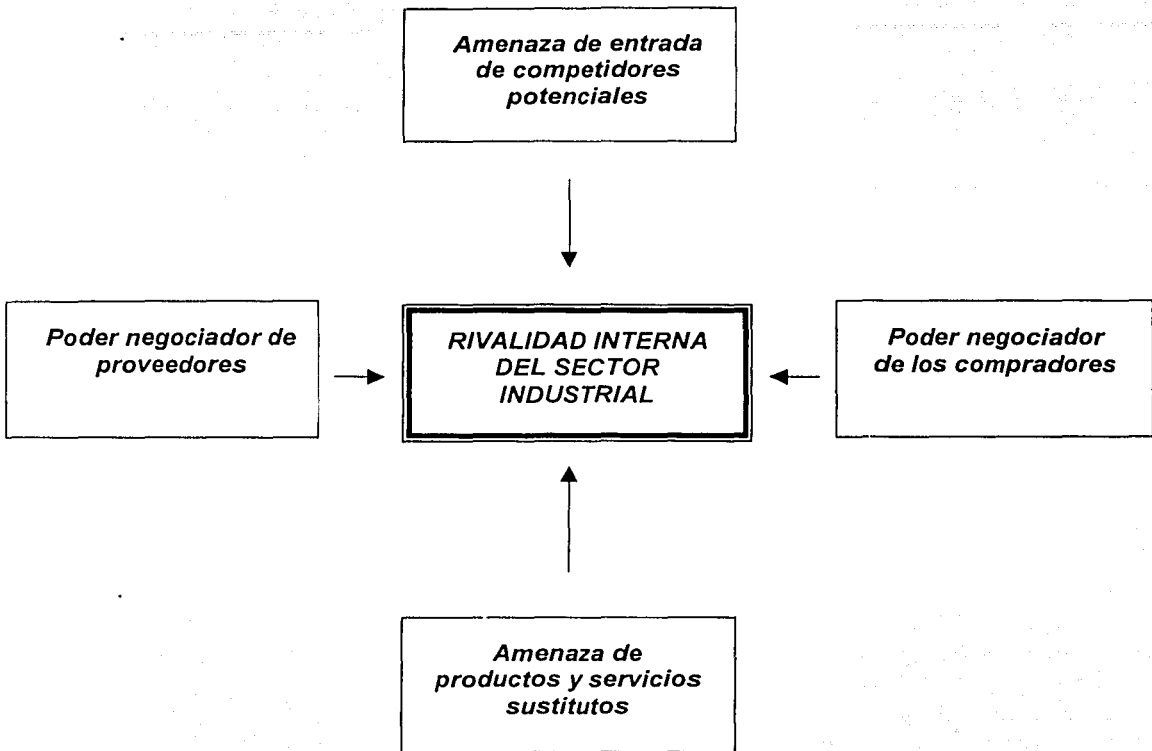 Amenaza de entrada
de competidores
potenciales
Poder negociador de
proveedores
RIVALIDAD INTERNA
DEL SECTOR
INDUSTRIAL
Poder negociador
de los compradores
Amenaza de
productos y servicios
sustitutos